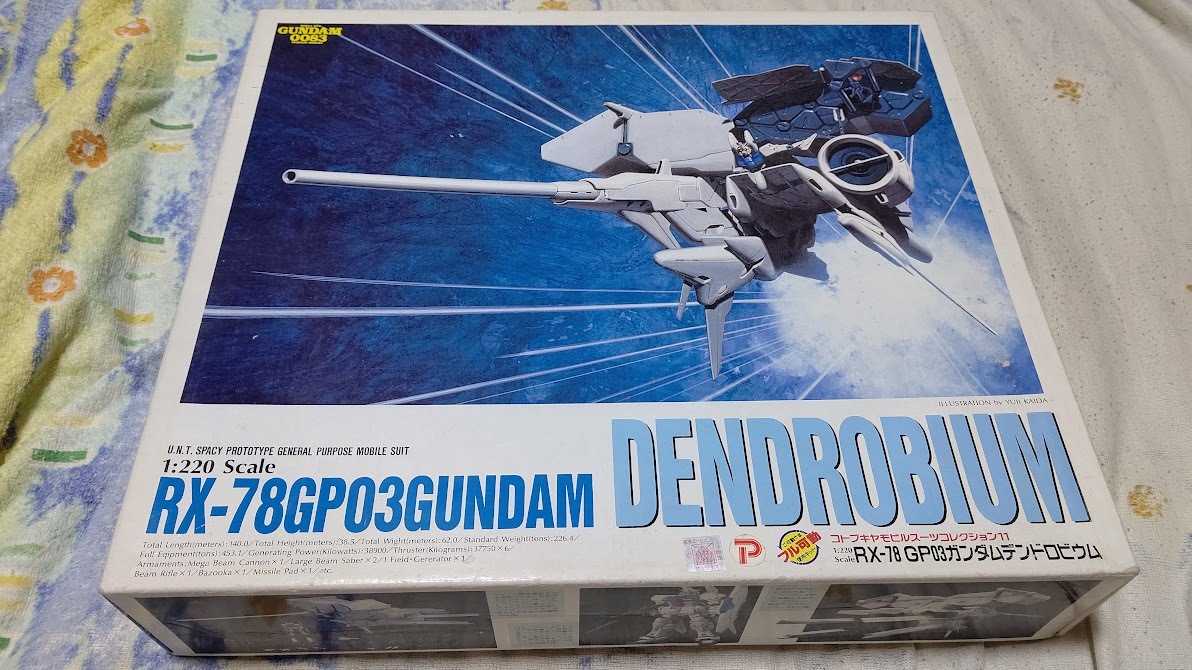 GUNDAM
0083
ILLUSTRATION by YUJI KAIDA
U.N.T. SPACY PROTOTYPE GENERAL PURPOSE MOBILE SUIT
1:220 Scale
RX-78GP03GUNDAM
DENDROBIUM
Total Length(meters):140.0/Total Height(meters):38.5/Total Wight(meters):62.0/Standard Weight(tons):226.4/
Full Eqipment(tons):453.1/Generating Power(Kilowatts):38900/Thruster(Kilograms):37750×6/
Armaments:Mega Beam Cannon×1/Large Beam Saber×2/I Field・Gererator×1/
Beam Rifle×1/Bazooka×1/Missile Pad×1/etc.
P
フル可動
コトブキヤモビルスーツコレクション11
1:220
Scale
RX-78 GP03ガンダムデンドロビウム